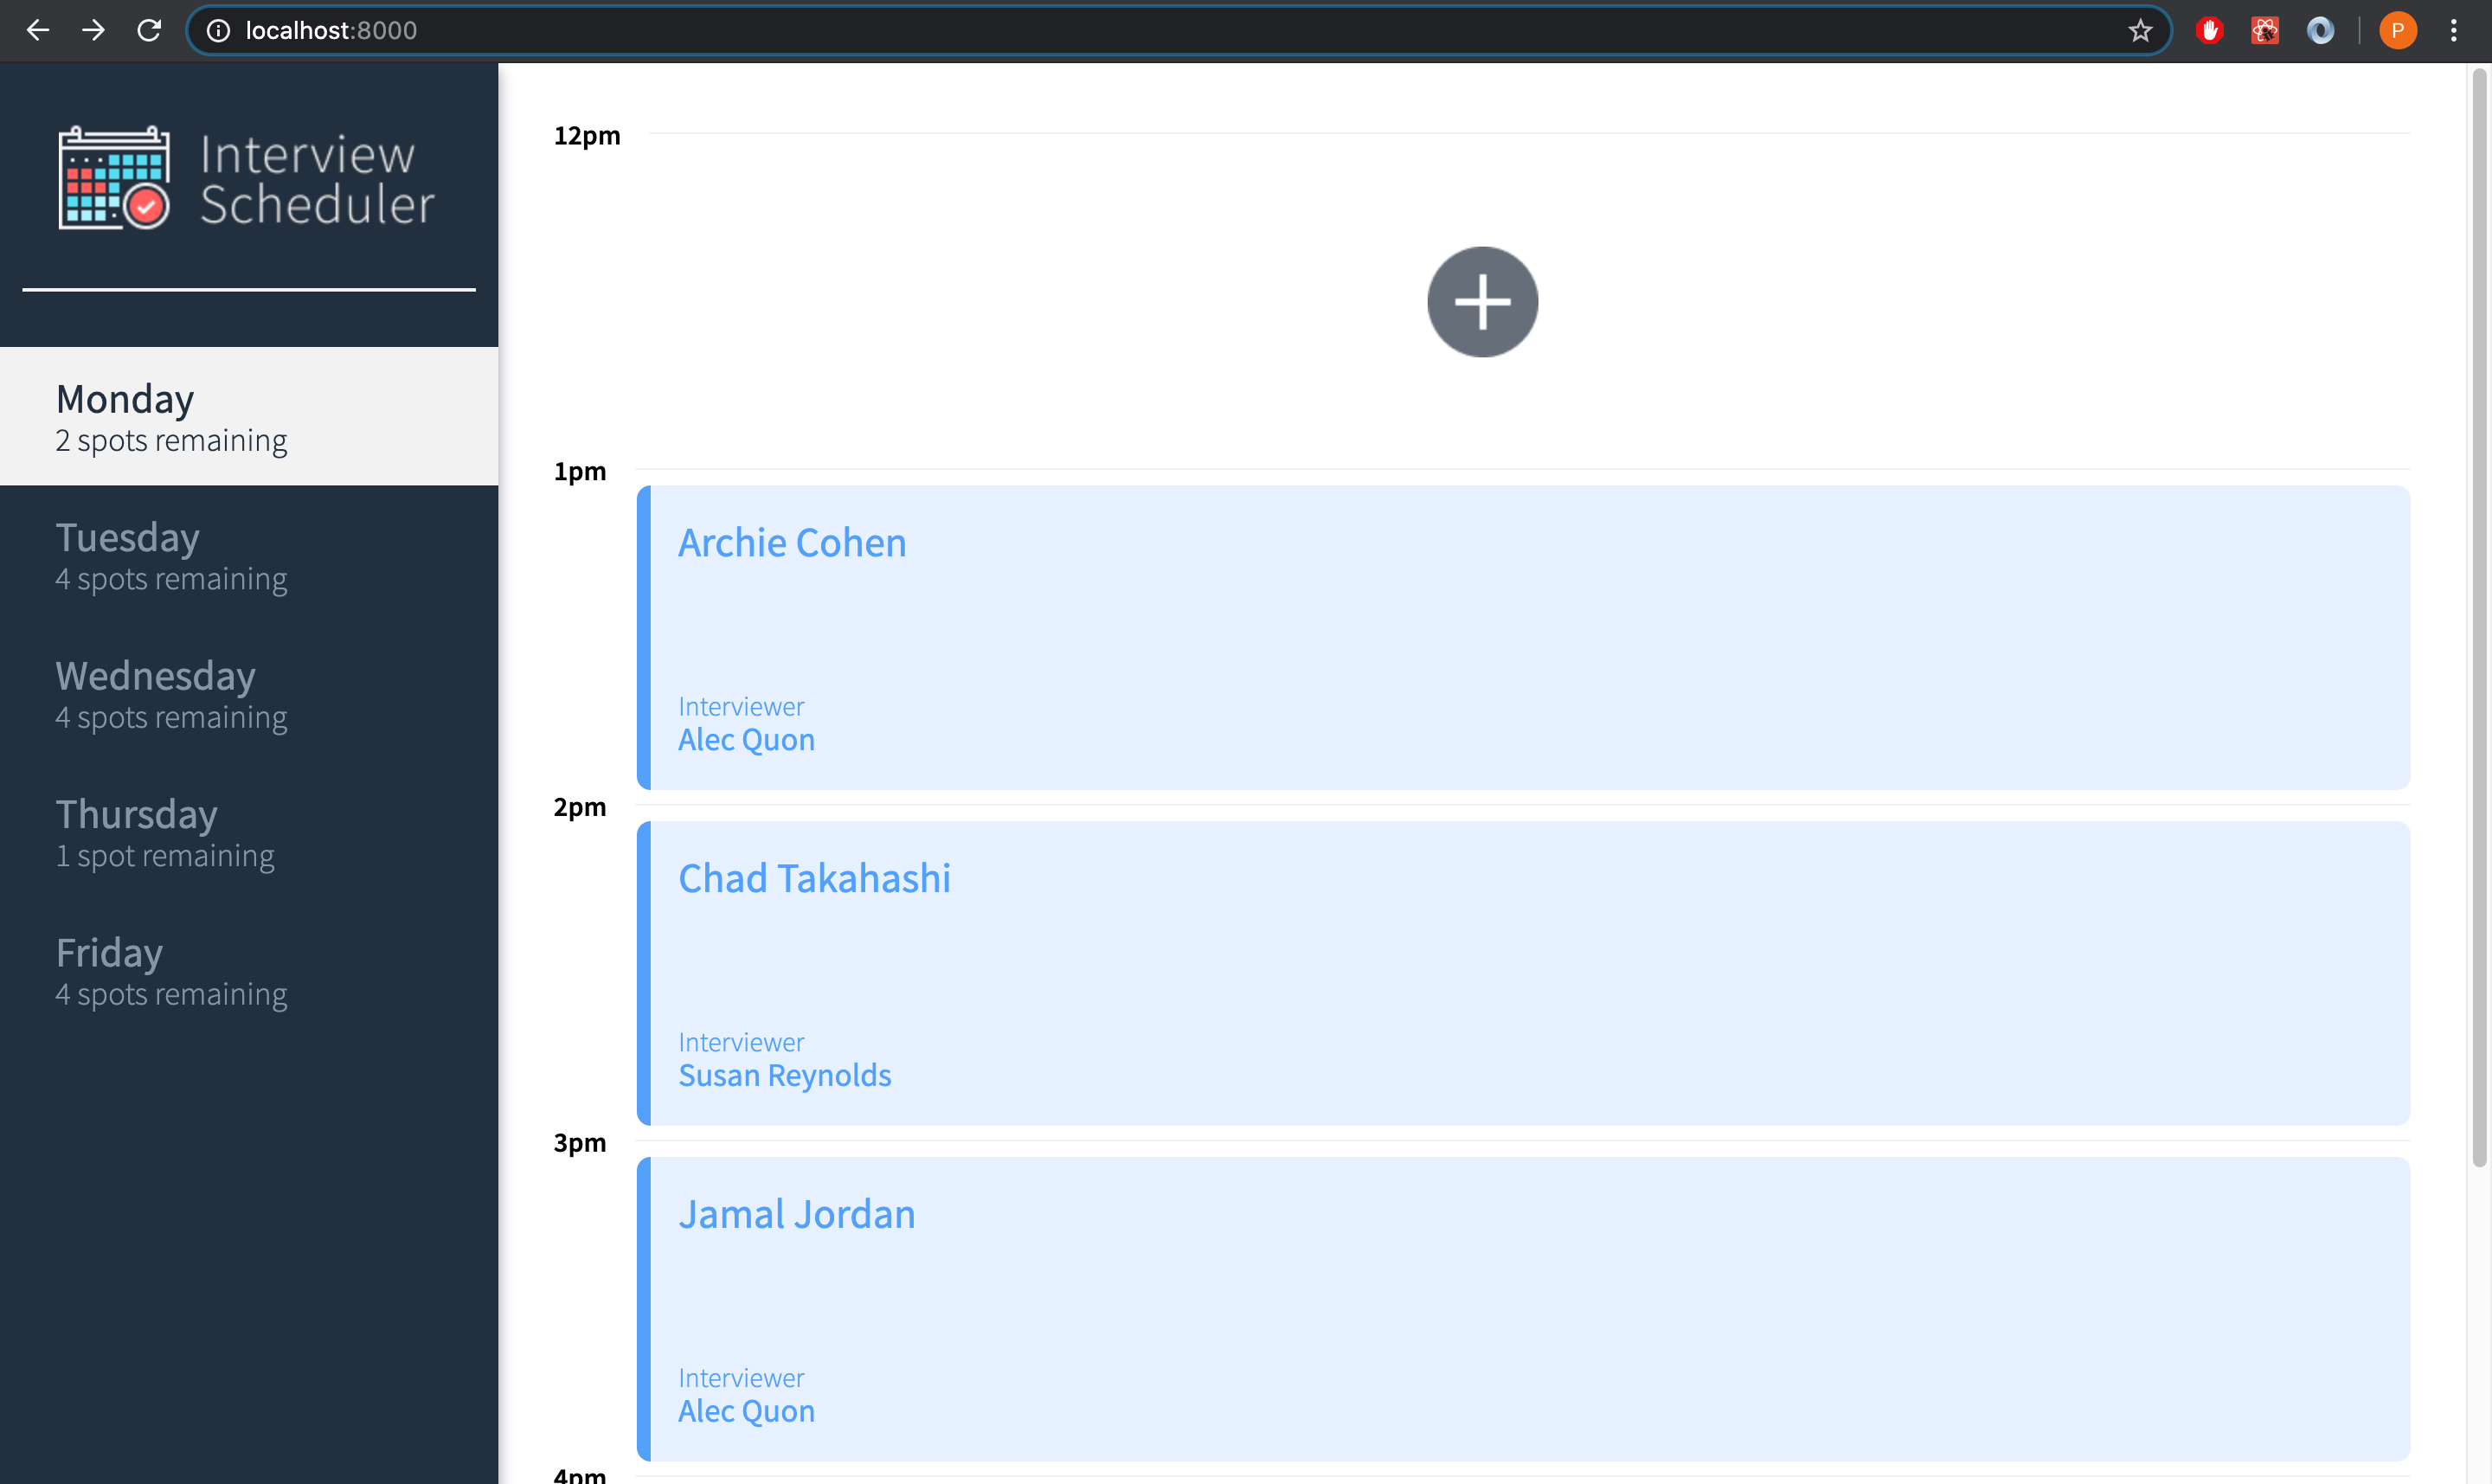 localhost:8000
P
Interview
Scheduler
Monday
2 spots remaining
Tuesday
4 spots remaining
Wednesday
4 spots remaining
Thursday
1 spot remaining
Friday
4 spots remaining
12pm
1pm
Archie Cohen
Interviewer
Alec Quon
2pm
Chad Takahashi
Interviewer
Susan Reynolds
3pm
Jamal Jordan
Interviewer
Alec Quon
4pm